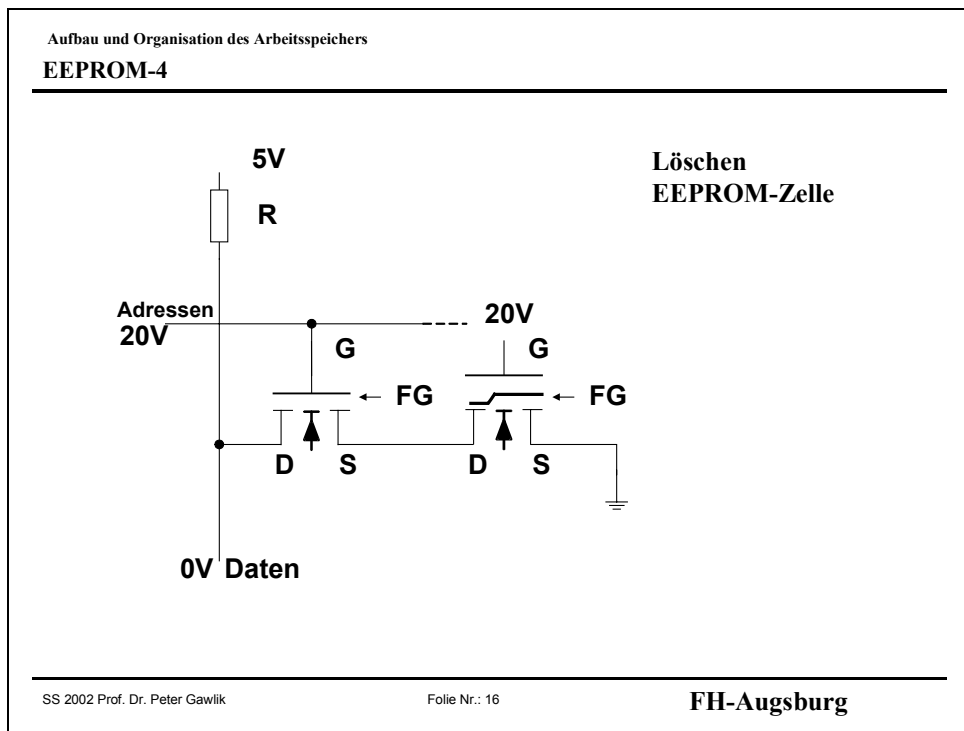 Aufbau und Organisation des Arbeitsspeichers
EEPROM-4
Löschen
EEPROM-Zelle
5V
R
Adressen
20V
20V
G
G
FG
FG
D
S
D
S
0V Daten
SS 2002 Prof. Dr. Peter Gawlik
Folie Nr.: 16
FH-Augsburg